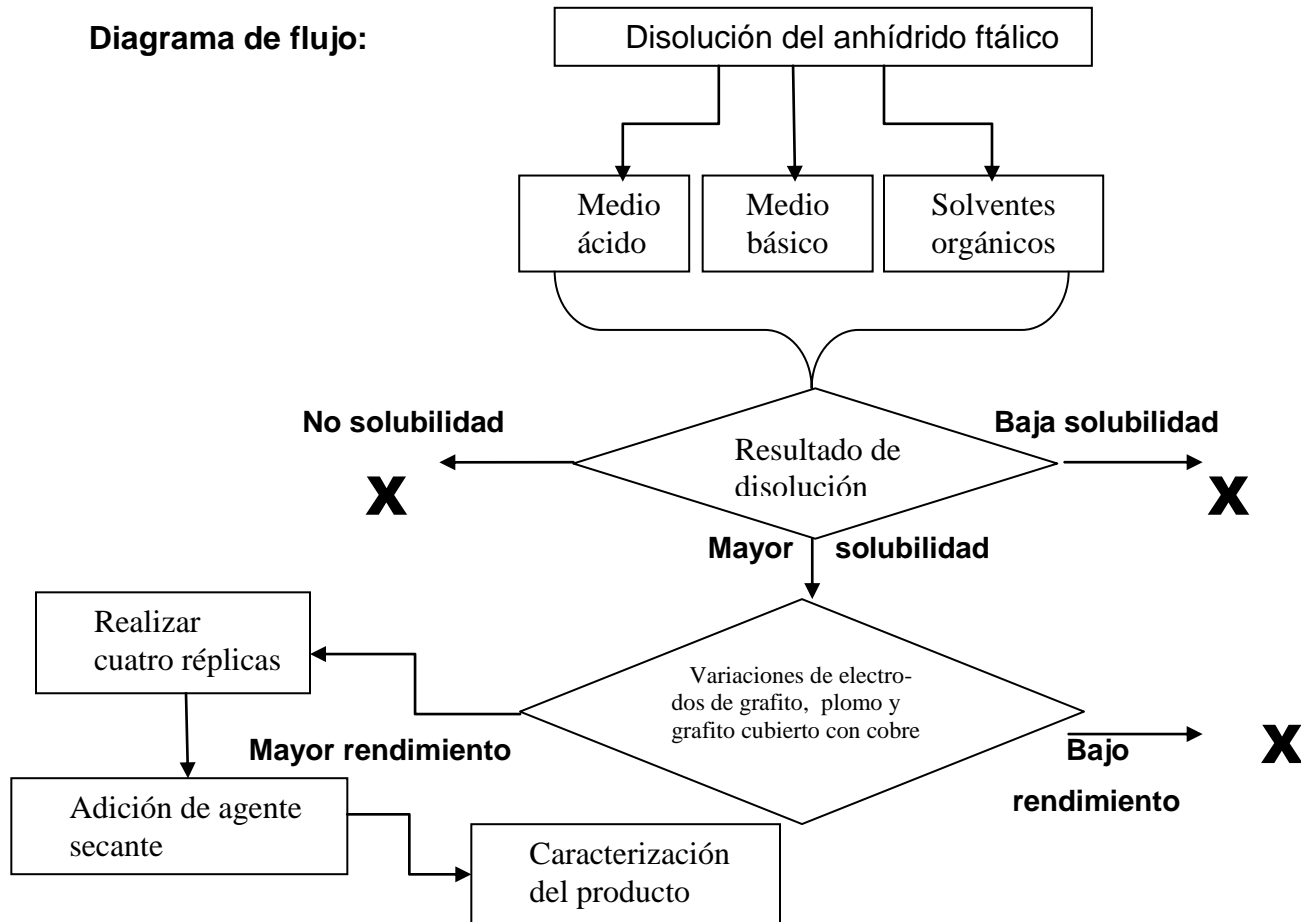 Diagrama de flujo:
Disolución del anhídrido ftálico
Medio
ácido
Medio
básico
Solventes
orgánicos
No solubilidad
Baja solubilidad
Resultado de
disolución
X
X
Mayor solubilidad
Realizar
cuatro réplicas
Variaciones de electro-
dos de grafito, plomo y
grafito cubierto con cobre
Mayor rendimiento
Bajo
rendimiento
X
Adición de agente
secante
Caracterización
del producto